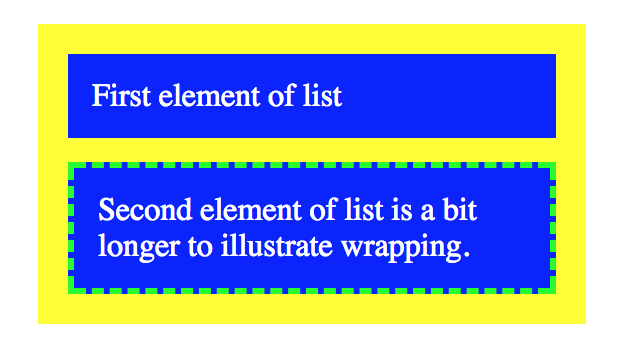 First element of list
Second element of list is a bit
longer to illustrate wrapping.